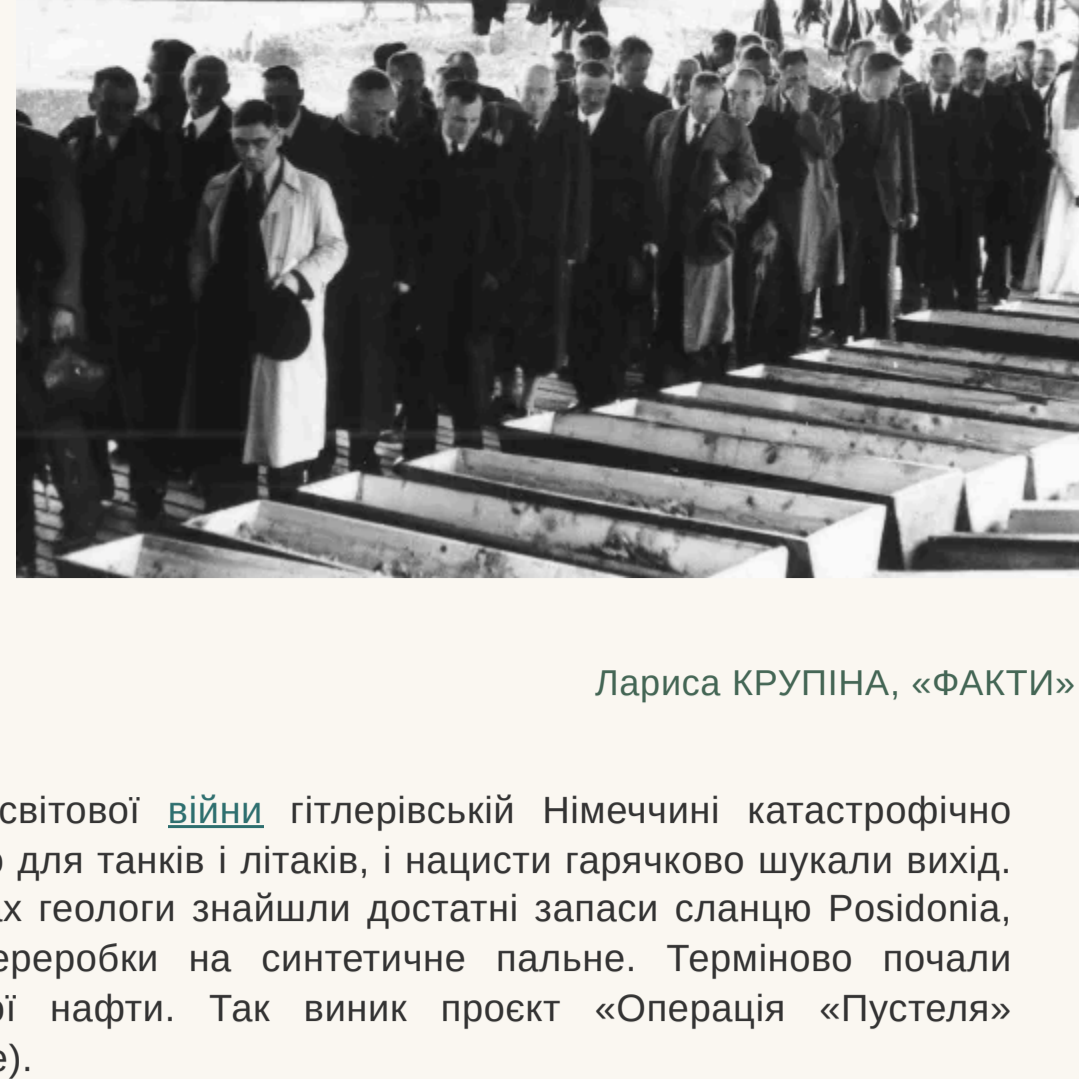 Лариса КРУПІНА, «ФАКТИ»
світової війни гітлерівській Німеччині катастрофічно
для танків і літаків, і нацисти гарячково шукали вихід.
геологи знайшли достатні запаси сланцю Posidonia,
на синтетичне пальне. Терміново почали
нафти. Так виник проєкт «Операція «Пустеля»